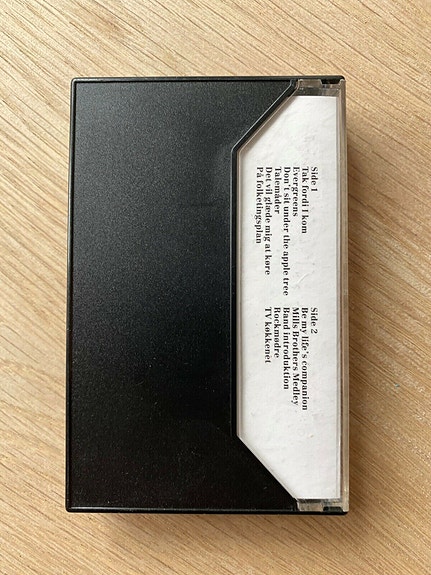 Side 1
Tak fordi I kom
Evergreens
Don't sit under the apple tree
Talemåder
Det vil glæde mig at køre
På folketingsplan
Side 2
Be my life's companion
Mills Brothers Medley
Band introduktion
Rockmødre
TV køkkenet